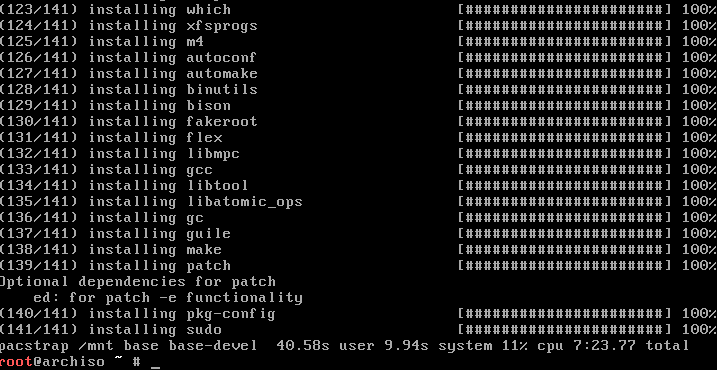 (123/141) installing which [######################] 100%
(124/141) installing xfsprogs [######################] 100%
(125/141) installing m4 [######################] 100%
(126/141) installing autoconf [######################] 100%
(127/141) installing automake [######################] 100%
(128/141) installing binutils [######################] 100%
(129/141) installing bison [######################] 100%
(130/141) installing fakeroot [######################] 100%
(131/141) installing flex [######################] 100%
(132/141) installing libmpc [######################] 100%
(133/141) installing gcc [######################] 100%
(134/141) installing libtool [######################] 100%
(135/141) installing libatomic_ops [######################] 100%
(136/141) installing gc [######################] 100%
(137/141) installing guile [######################] 100%
(138/141) installing make [######################] 100%
(139/141) installing patch [######################] 100%
Optional dependencies for patch
ed: for patch -e functionality
(140/141) installing pkg-config [######################] 100%
(141/141) installing sudo [######################] 100%
pacstrap /mnt base base-devel 40.58s user 9.94s system 11% cpu 7:23.77 total
root@archiso ~ # _